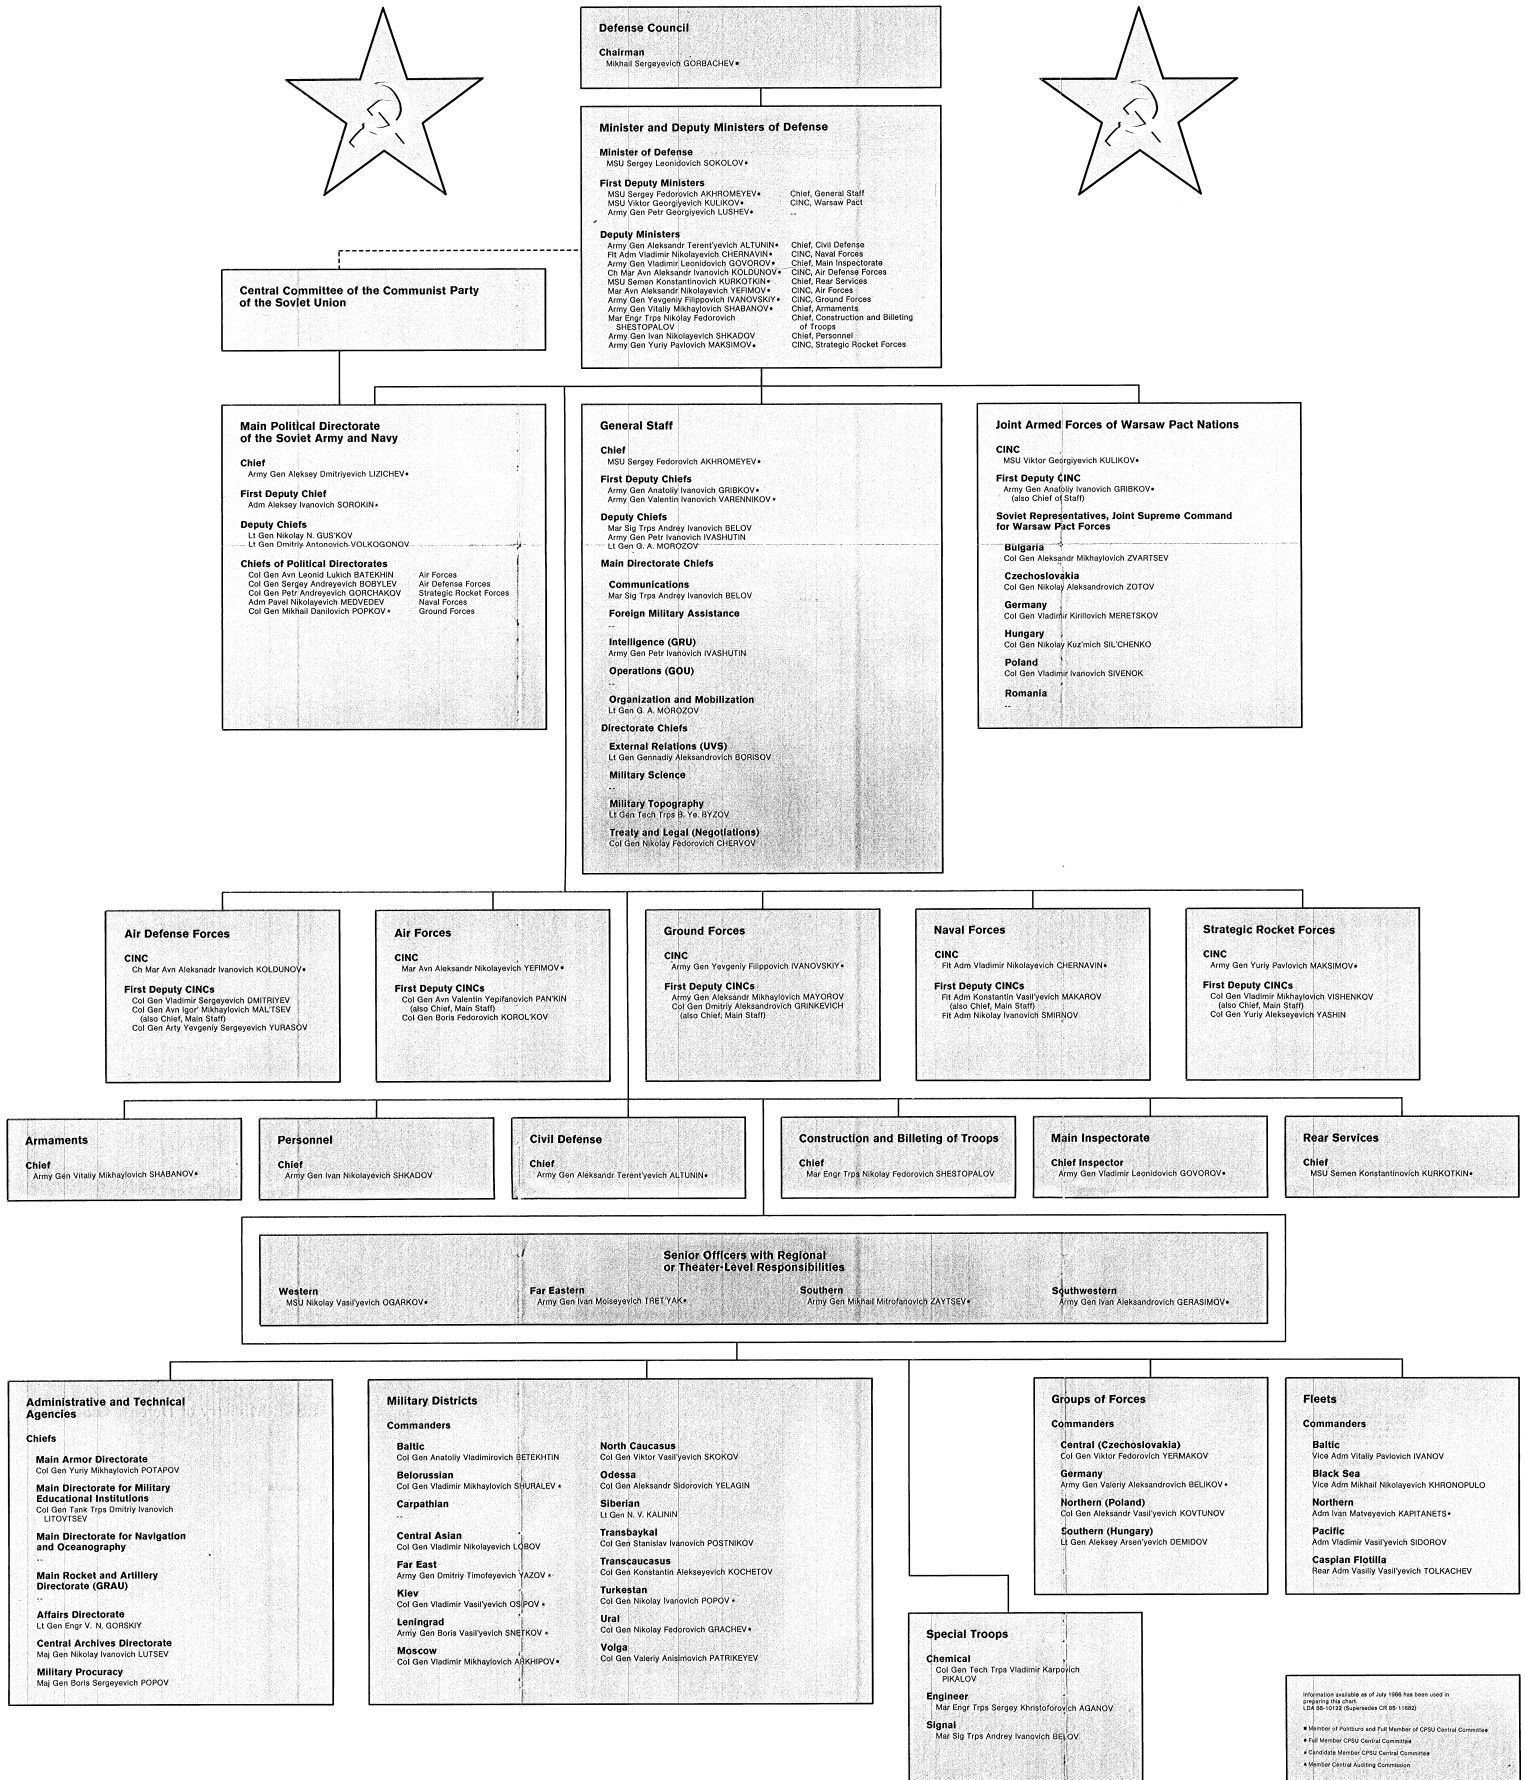 Defense Council
Chairman
Mikhail Sergeyevich GORBACHEV★
Minister and Deputy Ministers of Defense
Minister of Defense
MSU Sergey Leonidovich SOKOLOV★
First Deputy Ministers
MSU Sergey Fedorovich AKHROMEYEV★ Chief, General Staff
MSU Viktor Georgiyevich KULIKOV★ CINC, Warsaw Pact
Army Gen Petr Georgiyevich LUSHEV★ --
Deputy Ministers
Army Gen Aleksandr Terent'yevich ALTUNIN★ Chief, Civil Defense
Flt Adm Vladimir Nikolayevich CHERNAVIN★ CINC, Naval Forces
Army Gen Vladimir Leonidovich GOVOROV★ Chief, Main Inspectorate
Ch Mar Avn Aleksandr Ivanovich KOLDUNOV★ CINC, Air Defense Forces
MSU Semen Konstantinovich KURKOTKIN★ Chief, Rear Services
Mar Avn Aleksandr Nikolayevich YEFIMOV★ CINC, Air Forces
Army Gen Yevgeniy Filippovich IVANOVSKIY★ CINC, Ground Forces
Army Gen Vitaliy Mikhaylovich SHABANOV★ Chief, Armaments
Mar Engr Trps Nikolay Fedorovich Chief, Construction and Billeting
SHESTOPALOV of Troops
Army Gen Ivan Nikolayevich SHKADOV Chief, Personnel
Army Gen Yuriy Pavlovich MAKSIMOV★ CINC, Strategic Rocket Forces
Central Committee of the Communist Party
of the Soviet Union
Main Political Directorate
of the Soviet Army and Navy
Chief
Army Gen Aleksey Dmitriyevich LIZICHEV★
First Deputy Chief
Adm Aleksey Ivanovich SOROKIN★
Deputy Chiefs
Lt Gen Nikolay N. GUS'KOV
Lt Gen Dmitriy Antonovich VOLKOGONOV
Chiefs of Political Directorates
Col Gen Avn Leonid Lukich BATEKHIN Air Forces
Col Gen Sergey Andreyevich BOBYLEV Air Defense Forces
Col Gen Petr Andreyevich GORCHAKOV Strategic Rocket Forces
Adm Pavel Nikolayevich MEDVEDEV Naval Forces
Col Gen Mikhail Danilovich POPKOV★ Ground Forces
General Staff
Chief
MSU Sergey Fedorovich AKHROMEYEV★
First Deputy Chiefs
Army Gen Anatoliy Ivanovich GRIBKOV★
Army Gen Valentin Ivanovich VARENNIKOV★
Deputy Chiefs
Mar Sig Trps Andrey Ivanovich BELOV
Army Gen Petr Ivanovich IVASHUTIN
Lt Gen G. A. MOROZOV
Main Directorate Chiefs
Communications
Mar Sig Trps Andrey Ivanovich BELOV
Foreign Military Assistance
--
Intelligence (GRU)
Army Gen Petr Ivanovich IVASHUTIN
Operations (GOU)
--
Organization and Mobilization
Lt Gen G. A. MOROZOV
Directorate Chiefs
External Relations (UVS)
Lt Gen Gennadiy Aleksandrovich BORISOV
Military Science
--
Military Topography
Lt Gen Tech Trps B. Ye. BYZOV
Treaty and Legal (Negotiations)
Col Gen Nikolay Fedorovich CHERVOV
Joint Armed Forces of Warsaw Pact Nations
CINC
MSU Viktor Georgiyevich KULIKOV★
First Deputy CINC
Army Gen Anatoliy Ivanovich GRIBKOV★
(also Chief of Staff)
Soviet Representatives, Joint Supreme Command
for Warsaw Pact Forces
Bulgaria
Col Gen Aleksandr Mikhaylovich ZVARTSEV
Czechoslovakia
Col Gen Nikolay Aleksandrovich ZOTOV
Germany
Col Gen Vladimir Kirillovich MERETSKOV
Hungary
Col Gen Nikolay Kuz'mich SIL'CHENKO
Poland
Col Gen Vladimir Ivanovich SIVENOK
Romania
--
Air Defense Forces
CINC
Ch Mar Avn Aleksnadr Ivanovich KOLDUNOV★
First Deputy CINCs
Col Gen Vladimir Sergeyevich DMITRIYEV
Col Gen Avn Igor' Mikhaylovich MAL'TSEV
(also Chief, Main Staff)
Col Gen Arty Yevgeniy Sergeyevich YURASOV
Air Forces
CINC
Mar Avn Aleksandr Nikolayevich YEFIMOV★
First Deputy CINCs
Col Gen Avn Valentin Yepifanovich PAN'KIN
(also Chief, Main Staff)
Col Gen Boris Fedorovich KOROL'KOV
Ground Forces
CINC
Army Gen Yevgeniy Filippovich IVANOVSKIY★
First Deputy CINCs
Army Gen Aleksandr Mikhaylovich MAYOROV
Col Gen Dmitriy Aleksandrovich GRINKEVICH
(also Chief, Main Staff)
Naval Forces
CINC
Flt Adm Vladimir Nikolayevich CHERNAVIN★
First Deputy CINCs
Flt Adm Konstantin Vasil'yevich MAKAROV
(also Chief, Main Staff)
Flt Adm Nikolay Ivanovich SMIRNOV
Strategic Rocket Forces
CINC
Army Gen Yuriy Pavlovich MAKSIMOV★
First Deputy CINCs
Col Gen Vladimir Mikhaylovich VISHENKOV
(also Chief, Main Staff)
Col Gen Yuriy Alekseyevich YASHIN
Armaments
Chief
Army Gen Vitaliy Mikhaylovich SHABANOV★
Personnel
Chief
Army Gen Ivan Nikolayevich SHKADOV
Civil Defense
Chief
Army Gen Aleksandr Terent'yevich ALTUNIN★
Construction and Billeting of Troops
Chief
Mar Engr Trps Nikolay Fedorovich SHESTOPALOV
Main Inspectorate
Chief Inspector
Army Gen Vladimir Leonidovich GOVOROV★
Rear Services
Chief
MSU Semen Konstantinovich KURKOTKIN★
Senior Officers with Regional
or Theater-Level Responsibilities
Western
MSU Nikolay Vasil'yevich OGARKOV★
Far Eastern
Army Gen Ivan Moiseyevich TRET'YAK★
Southern
Army Gen Mikhail Mitrofanovich ZAYTSEV★
Southwestern
Army Gen Ivan Aleksandrovich GERASIMOV★
Administrative and Technical
Agencies
Chiefs
Main Armor Directorate
Col Gen Yuriy Mikhaylovich POTAPOV
Main Directorate for Military
Educational Institutions
Col Gen Tank Trps Dmitriy Ivanovich
LITOVTSEV
Main Directorate for Navigation
and Oceanography
--
Main Rocket and Artillery
Directorate (GRAU)
--
Affairs Directorate
Lt Gen Engr V. N. GORSKIY
Central Archives Directorate
Maj Gen Nikolay Ivanovich LUTSEV
Military Procuracy
Maj Gen Boris Sergeyevich POPOV
Military Districts
Commanders
Baltic
Col Gen Anatoliy Vladimirovich BETEKHTIN
Belorussian
Col Gen Vladimir Mikhaylovich SHURALEV★
Carpathian
--
Central Asian
Col Gen Vladimir Nikolayevich LOBOV
Far East
Army Gen Dmitriy Timofeyevich YAZOV★
Kiev
Col Gen Vladimir Vasil'yevich OSIPOV★
Leningrad
Army Gen Boris Vasil'yevich SNETKOV★
Moscow
Col Gen Vladimir Mikhaylovich ARKHIPOV★
North Caucasus
Col Gen Viktor Vasil'yevich SKOKOV
Odessa
Col Gen Aleksandr Sidorovich YELAGIN
Siberian
Lt Gen N. V. KALININ
Transbaykal
Col Gen Stanislav Ivanovich POSTNIKOV
Transcaucasus
Col Gen Konstantin Alekseyevich KOCHETOV
Turkestan
Col Gen Nikolay Ivanovich POPOV★
Ural
Col Gen Nikolay Fedorovich GRACHEV★
Volga
Col Gen Valeriy Anisimovich PATRIKEYEV
Groups of Forces
Commanders
Central (Czechoslovakia)
Col Gen Viktor Fedorovich YERMAKOV
Germany
Army Gen Valeriy Aleksandrovich BELIKOV★
Northern (Poland)
Col Gen Aleksandr Vasil'yevich KOVTUNOV
Southern (Hungary)
Lt Gen Aleksey Arsen'yevich DEMIDOV
Fleets
Commanders
Baltic
Vice Adm Vitaliy Pavlovich IVANOV
Black Sea
Vice Adm Mikhail Nikolayevich KHRONOPULO
Northern
Adm Ivan Matveyevich KAPITANETS★
Pacific
Adm Vladimir Vasil'yevich SIDOROV
Caspian Flotilla
Rear Adm Vasiliy Vasil'yevich TOLKACHEV
Special Troops
Chemical
Col Gen Tech Trps Vladimir Karpovich
PIKALOV
Engineer
Mar Engr Trps Sergey Khristoforovich AGANOV
Signal
Mar Sig Trps Andrey Ivanovich BELOV
Information available as of July 1986 has been used in
preparing this chart.
LDA 86-10122 (Supersedes CR 85-11682)
★ Member of Politburo and Full Member of CPSU Central Committee
★ Full Member CPSU Central Committee
★ Candidate Member CPSU Central Committee
★ Member Central Auditing Commission